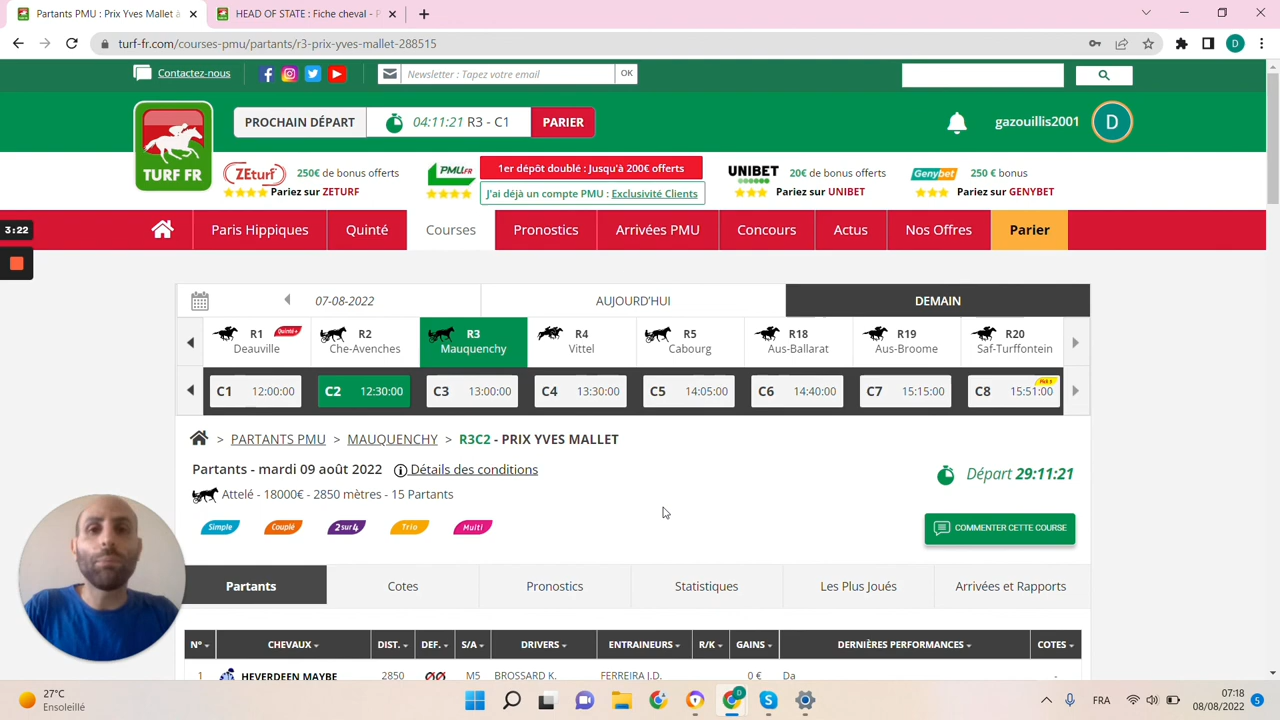 Partants PMU : Prix Yves Mallet à
HEAD OF STATE : Fiche cheval - P
turf-fr.com/courses-pmu/partants/r3-prix-yves-mallet-288515
D
Contactez-nous
Newsletter : Tapez votre email
OK
TURF FR
PROCHAIN DÉPART
04:11:21 R3 - C1
PARIER
gazouillis2001
D
ZEturf
250€ de bonus offerts
Pariez sur ZETURF
PMU.FR
1er dépôt doublé : Jusqu'à 200€ offerts
J'ai déjà un compte PMU : Exclusivité Clients
UNIBET
20€ de bonus offerts
Pariez sur UNIBET
Genybet
250 € bonus
Pariez sur GENYBET
3:22
Paris Hippiques
Quinté
Courses
Pronostics
Arrivées PMU
Concours
Actus
Nos Offres
Parier
07-08-2022
AUJOURD'HUI
DEMAIN
R1
Quinté+
Deauville
R2
Che-Avenches
R3
Mauquenchy
R4
Vittel
R5
Cabourg
R18
Aus-Ballarat
R19
Aus-Broome
R20
Saf-Turffontein
C1 12:00:00
C2 12:30:00
C3 13:00:00
C4 13:30:00
C5 14:05:00
C6 14:40:00
C7 15:15:00
C8 15:51:00
Pick 5
> PARTANTS PMU > MAUQUENCHY > R3C2 - PRIX YVES MALLET
Partants - mardi 09 août 2022
Détails des conditions
Départ 29:11:21
Attelé - 18000€ - 2850 mètres - 15 Partants
Simple
Couplé
2 sur 4
Trio
Multi
COMMENTER CETTE COURSE
Partants
Cotes
Pronostics
Statistiques
Les Plus Joués
Arrivées et Rapports
N° CHEVAUX DIST. DEF. S/A DRIVERS ENTRAINEURS R/K GAINS DERNIÈRES PERFORMANCES COTES
1 HEVERDEEN MAYBE 2850 M5 BROSSARD K. FERREIRA J.D. 0 € Da -
27°C
Ensoleillé
D
FRA
07:18
08/08/2022
5